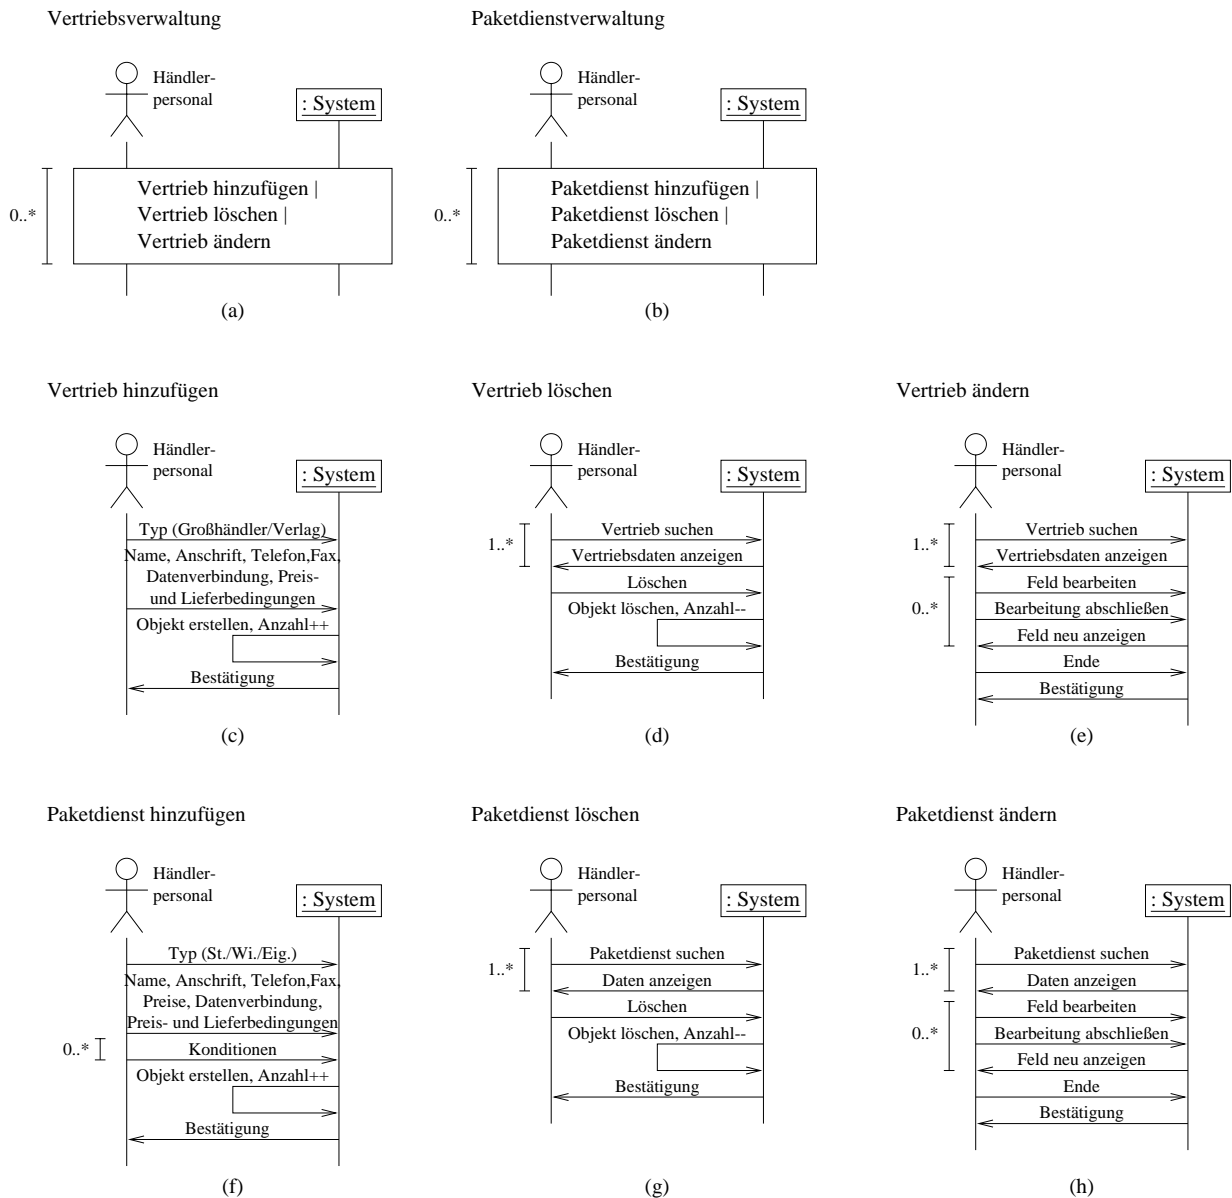 Vertriebsverwaltung
Händler-
personal
: System
0..*
Vertrieb hinzufügen |
Vertrieb löschen |
Vertrieb ändern
(a)
Paketdienstverwaltung
Händler-
personal
: System
0..*
Paketdienst hinzufügen |
Paketdienst löschen |
Paketdienst ändern
(b)
Vertrieb hinzufügen
Händler-
personal
: System
Typ (Großhändler/Verlag)
Name, Anschrift, Telefon,Fax,
Datenverbindung, Preis-
und Lieferbedingungen
Objekt erstellen, Anzahl++
Bestätigung
(c)
Vertrieb löschen
Händler-
personal
: System
1..*
Vertrieb suchen
Vertriebsdaten anzeigen
Löschen
Objekt löschen, Anzahl--
Bestätigung
(d)
Vertrieb ändern
Händler-
personal
: System
1..*
Vertrieb suchen
Vertriebsdaten anzeigen
0..*
Feld bearbeiten
Bearbeitung abschließen
Feld neu anzeigen
Ende
Bestätigung
(e)
Paketdienst hinzufügen
Händler-
personal
: System
Typ (St./Wi./Eig.)
Name, Anschrift, Telefon,Fax,
Preise, Datenverbindung,
Preis- und Lieferbedingungen
0..*
Konditionen
Objekt erstellen, Anzahl++
Bestätigung
(f)
Paketdienst löschen
Händler-
personal
: System
1..*
Paketdienst suchen
Daten anzeigen
Löschen
Objekt löschen, Anzahl--
Bestätigung
(g)
Paketdienst ändern
Händler-
personal
: System
1..*
Paketdienst suchen
Daten anzeigen
0..*
Feld bearbeiten
Bearbeitung abschließen
Feld neu anzeigen
Ende
Bestätigung
(h)